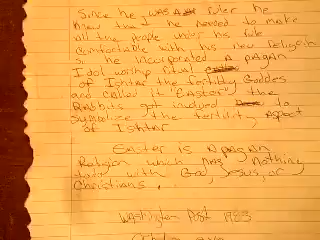 Since he was ruler he
knew that he needed to make
all the people under his rule
comfortable with his new religion
so he incorporated a pagan
Idol worship ritual
of Ishtar the fertility Goddes
and called it "EASTER" the
Rabbits got involved to
symbolize the fertility aspect
of Ishtar
Easter is a pagan
Religion which has nothing
to do with God, Jesus, or
Christians.
Washington Post 1983